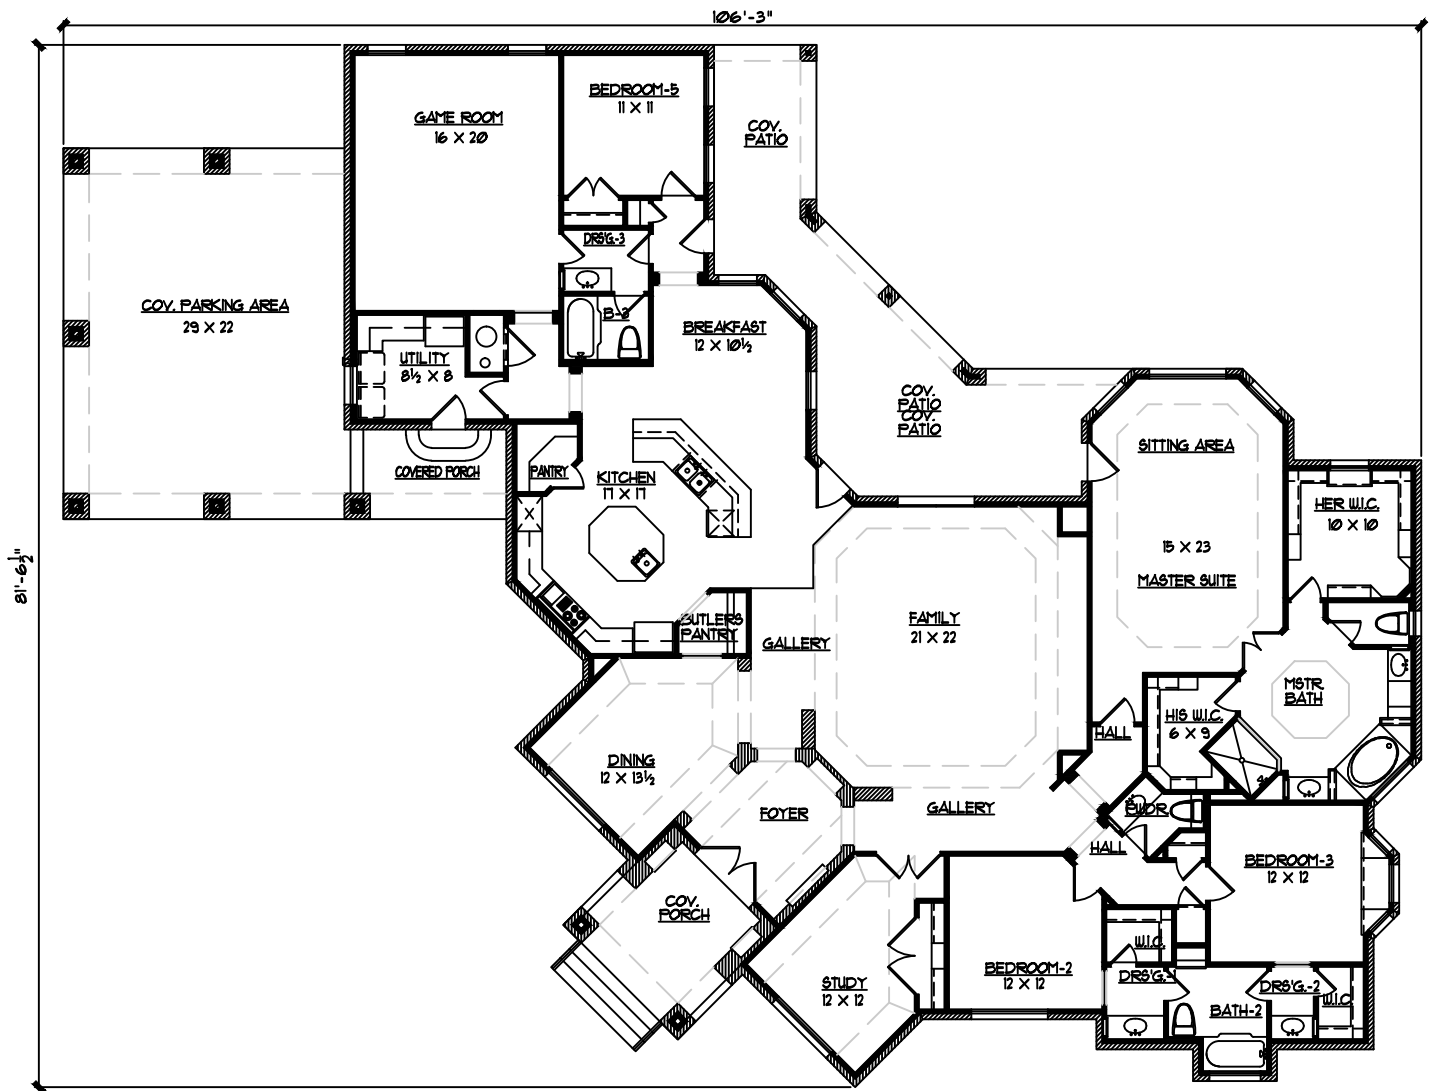 106'-3"
BEDROOM-5
11 X 11
GAME ROOM
16 X 20
COV.
PATIO
DRS'G.-3
COV. PARKING AREA
29 X 22
B-3
BREAKFAST
12 X 10½
UTILITY
8½ X 8
COV.
PATIO
COV.
PATIO
SITTING AREA
COVERED PORCH
PANTRY
KITCHEN
17 X 17
HER W.I.C.
10 X 10
15 X 23
MASTER SUITE
81'-6½"
BUTLERS
PANTRY
FAMILY
21 X 22
GALLERY
MSTR
BATH
HIS W.I.C.
6 X 9
HALL
DINING
12 X 13½
FOYER
GALLERY
PWDR
HALL
BEDROOM-3
12 X 12
COV.
PORCH
W.I.C.
STUDY
12 X 12
BEDROOM-2
12 X 12
DRS'G.-
DRS'G.-2
W.I.C.
BATH-2